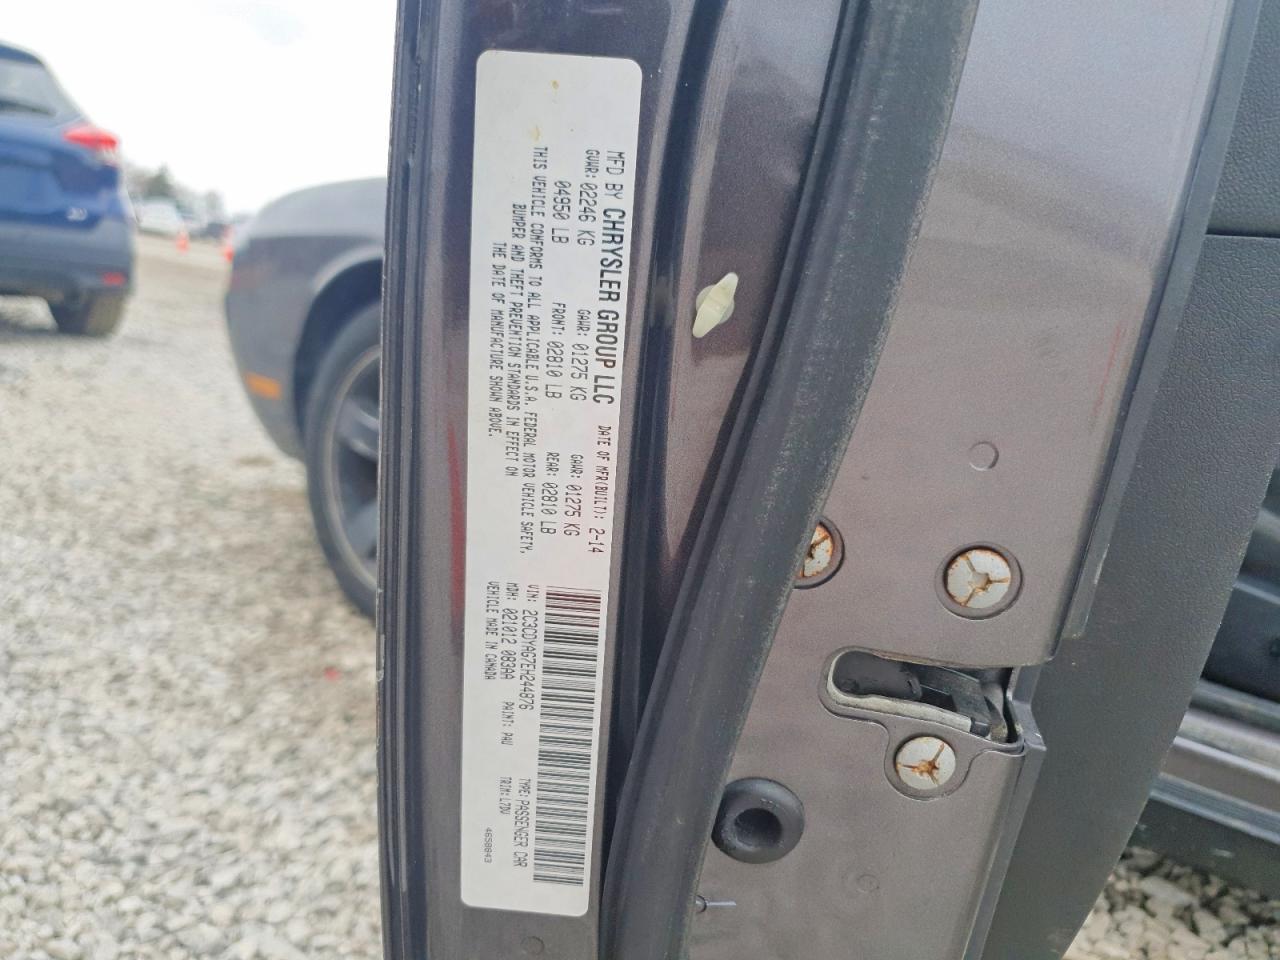 MFD BY CHRYSLER GROUP LLC DATE OF MFR(BUILT): 2-14
GVWR: 02246 KG GAWR: 01275 KG GAWR: 01275 KG
04950 LB FRONT: 02810 LB REAR: 02810 LB
THIS VEHICLE CONFORMS TO ALL APPLICABLE U.S.A. FEDERAL MOTOR VEHICLE SAFETY,
BUMPER AND THEFT PREVENTION STANDARDS IN EFFECT ON
THE DATE OF MANUFACTURE SHOWN ABOVE.
VIN: 2C3CDYAG7EH244876 TYPE: PASSENGER CAR
MDH: 021012 083AA PAINT: PAU TRIM: L7DV
VEHICLE MADE IN CANADA 4658843